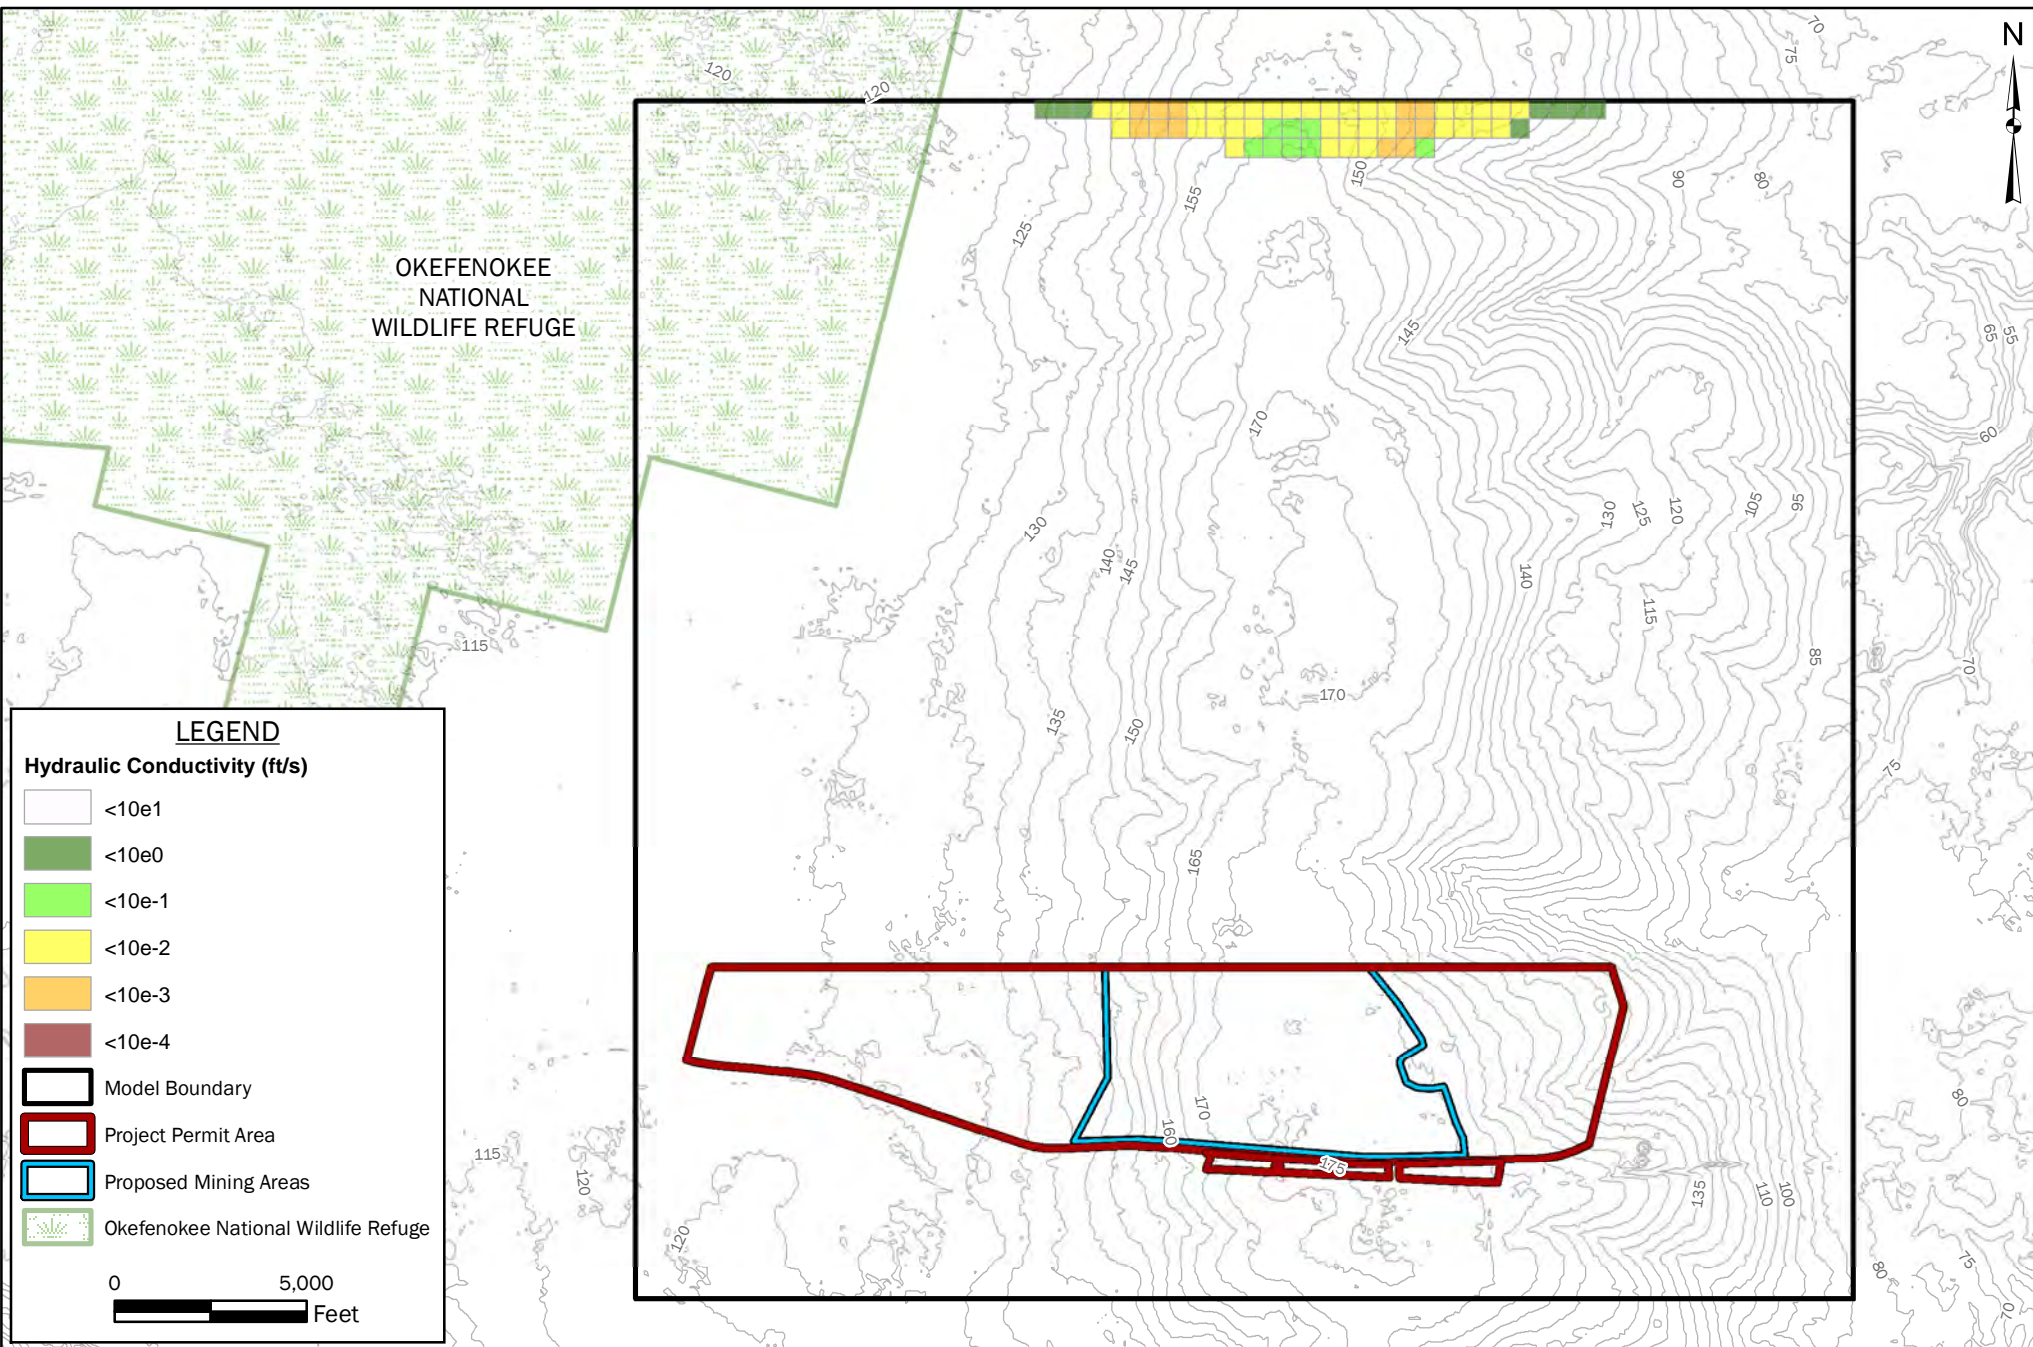 70
75
N
120
120
155
150
90
80
125
OKEFENOKEE
NATIONAL
WILDLIFE REFUGE
145
65
55
170
60
130
140
145
130
125
120
105
95
140
115
115
85
70
170
135
150
75
165
LEGEND
Hydraulic Conductivity (ft/s)
<10e1
<10e0
<10e-1
<10e-2
<10e-3
<10e-4
Model Boundary
Project Permit Area
Proposed Mining Areas
Okefenokee National Wildlife Refuge
0 5,000
Feet
170
160
175
80
115
120
135
110
100
120
75
80
70